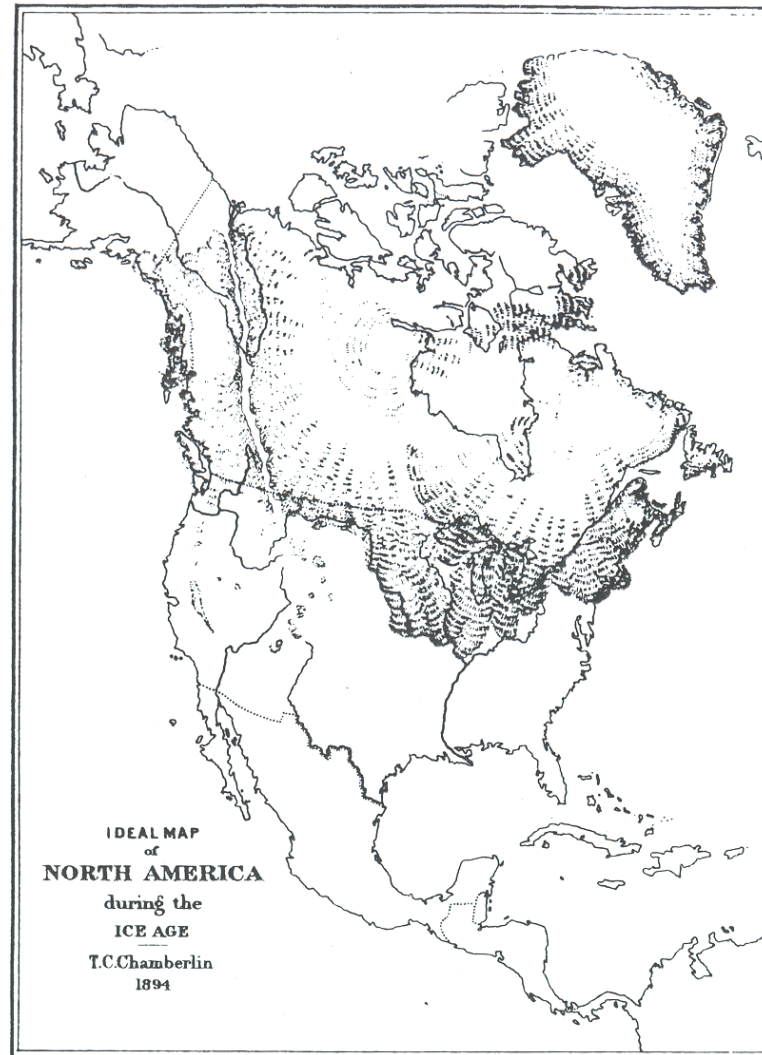 IDEAL MAP
of
NORTH AMERICA
during the
ICE AGE
T.C.Chamberlin
1894